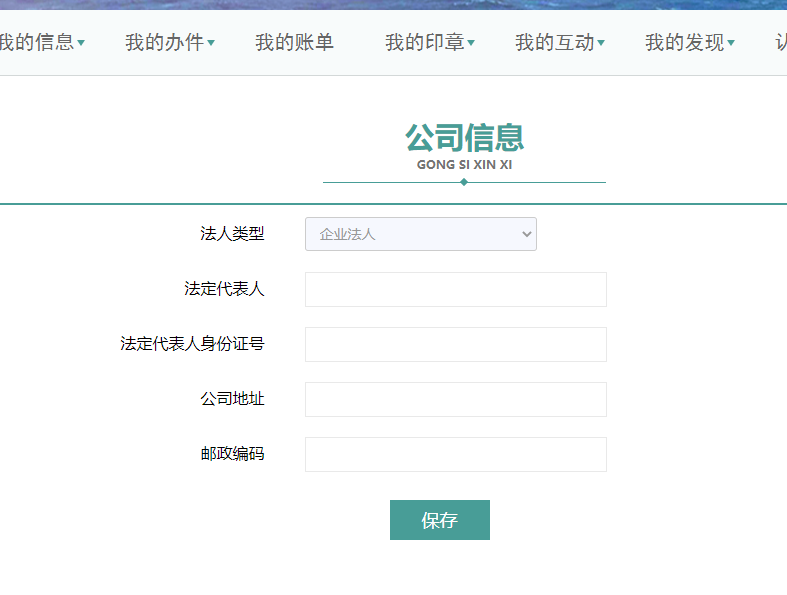 我的信息 我的办件 我的账单 我的印章 我的互动 我的发现
公司信息
GONG SI XIN XI
法人类型 企业法人
法定代表人
法定代表人身份证号
公司地址
邮政编码
保存